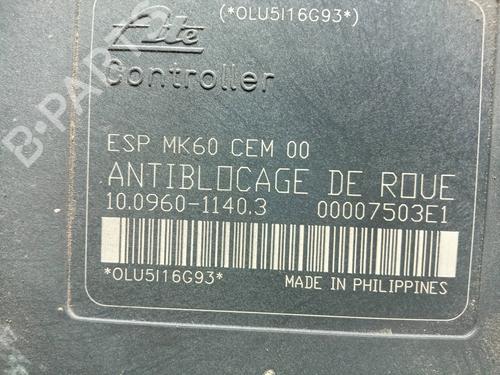 (*OLU5I16G93*)
Ate
Controller
ESP MK60 CEM 00
ANTIBLOCAGE DE ROUE
10.0960-1140.3 00007503E1
*OLU5I16G93* MADE IN PHILIPPINES
B-PARTS